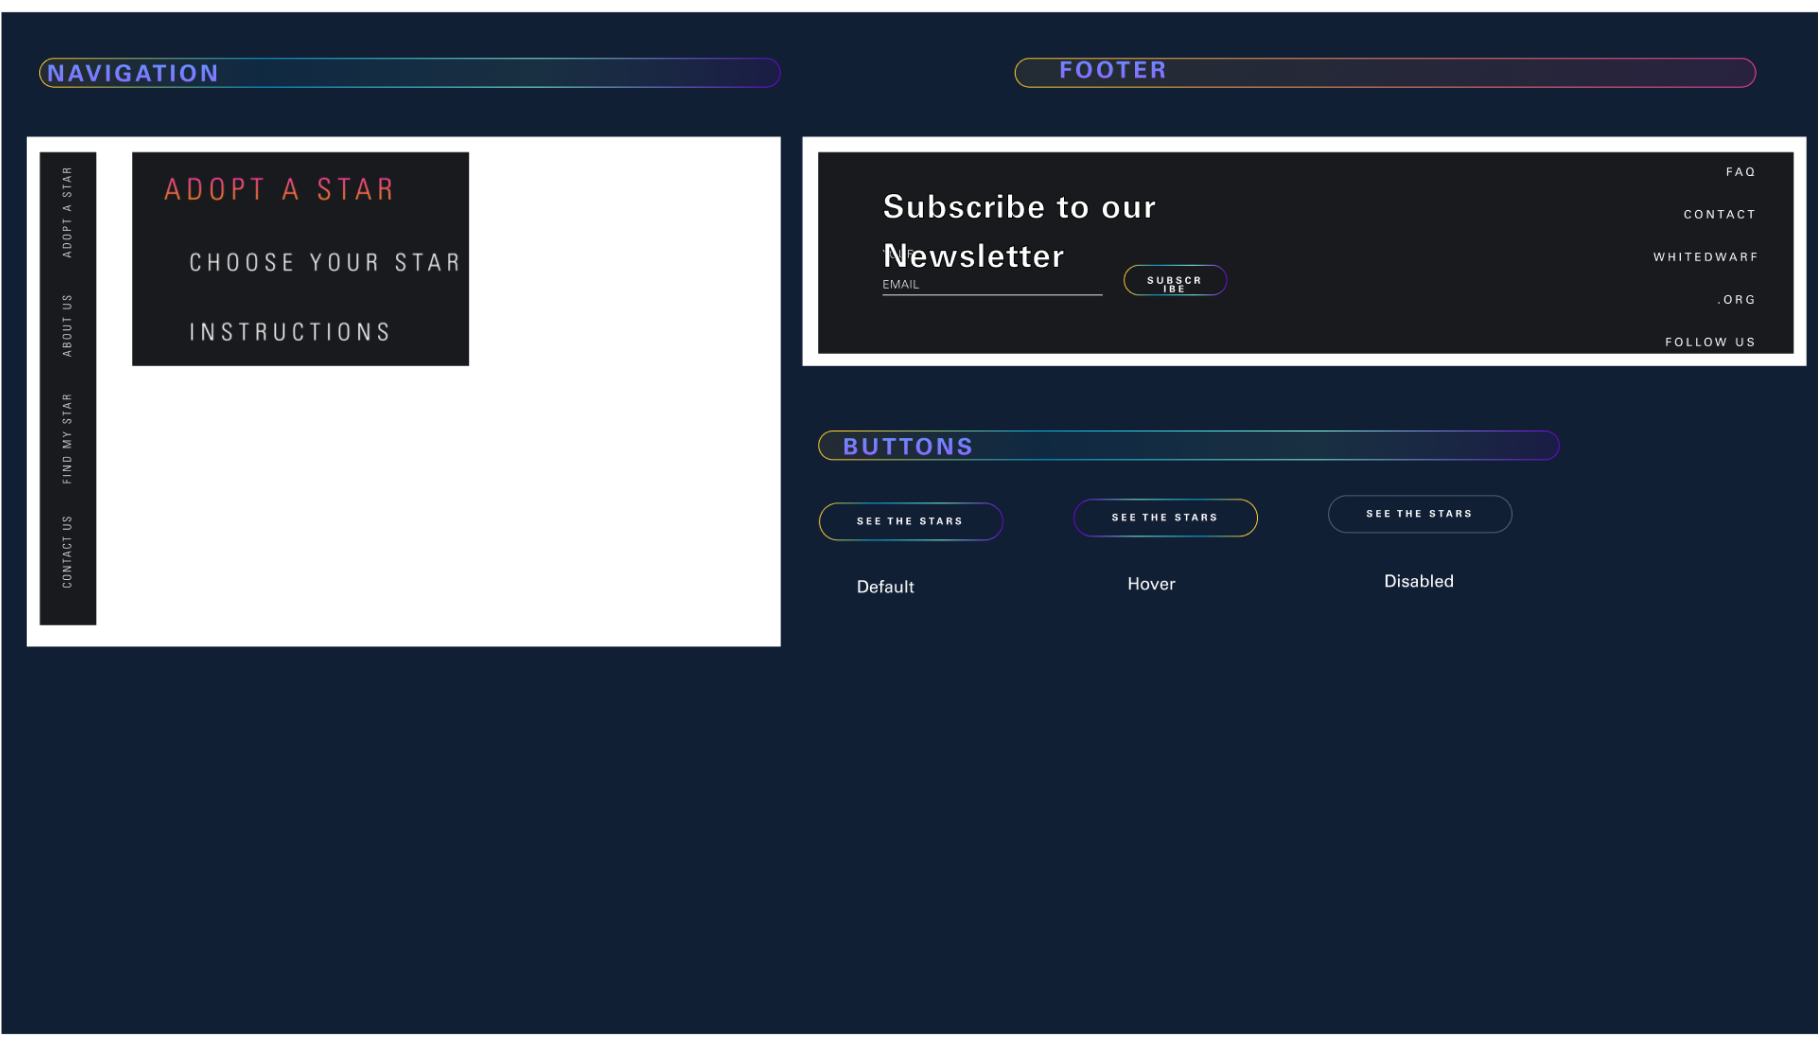 NAVIGATION
ADOPT A STAR
ABOUT US
FIND MY STAR
CONTACT US
ADOPT A STAR
CHOOSE YOUR STAR
INSTRUCTIONS
FOOTER
Subscribe to our
Newsletter
EMAIL
SUBSCR
IBE
FAQ
CONTACT
WHITEDWARF
.ORG
FOLLOW US
BUTTONS
SEE THE STARS
SEE THE STARS
SEE THE STARS
Default
Hover
Disabled